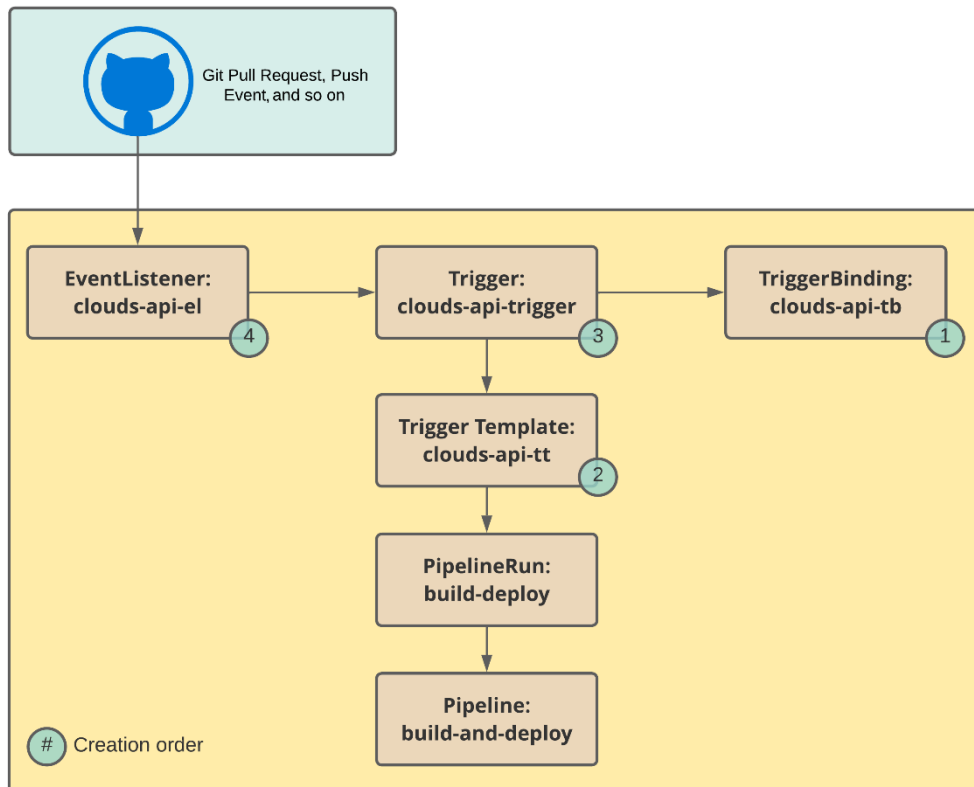 Git Pull Request, Push
Event, and so on
EventListener:
clouds-api-el
4
Trigger:
clouds-api-trigger
3
TriggerBinding:
clouds-api-tb
1
Trigger Template:
clouds-api-tt
2
PipelineRun:
build-deploy
Pipeline:
build-and-deploy
# Creation order